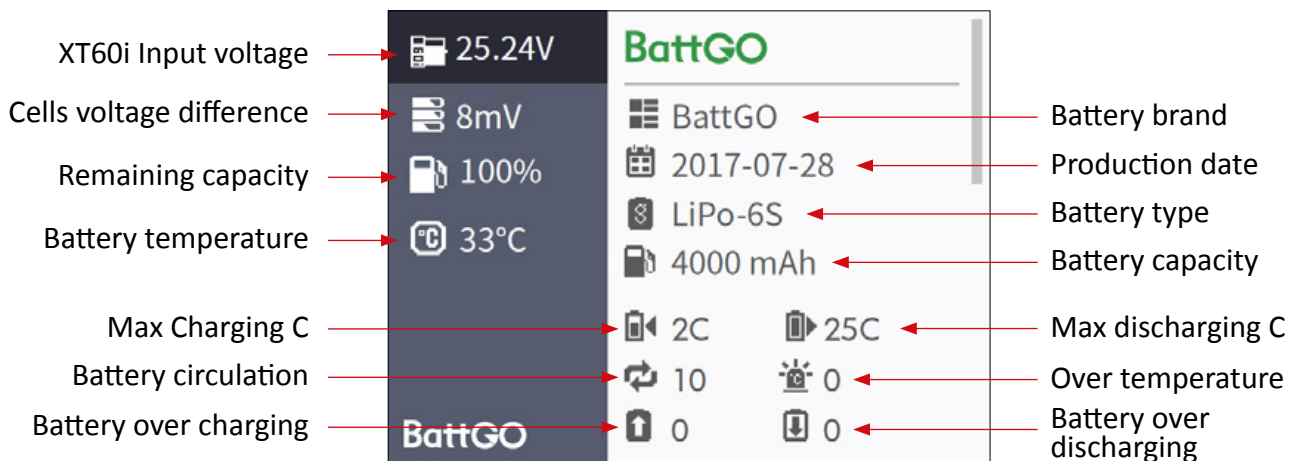 XT60i Input voltage
Cells voltage difference
Remaining capacity
Battery temperature
Max Charging C
Battery circulation
Battery over charging
25.24V
8mV
100%
33°C
BattGO
BattGO
BattGO
2017-07-28
LiPo-6S
4000 mAh
2C 25C
10 0
0 0
Battery brand
Production date
Battery type
Battery capacity
Max discharging C
Over temperature
Battery over
discharging